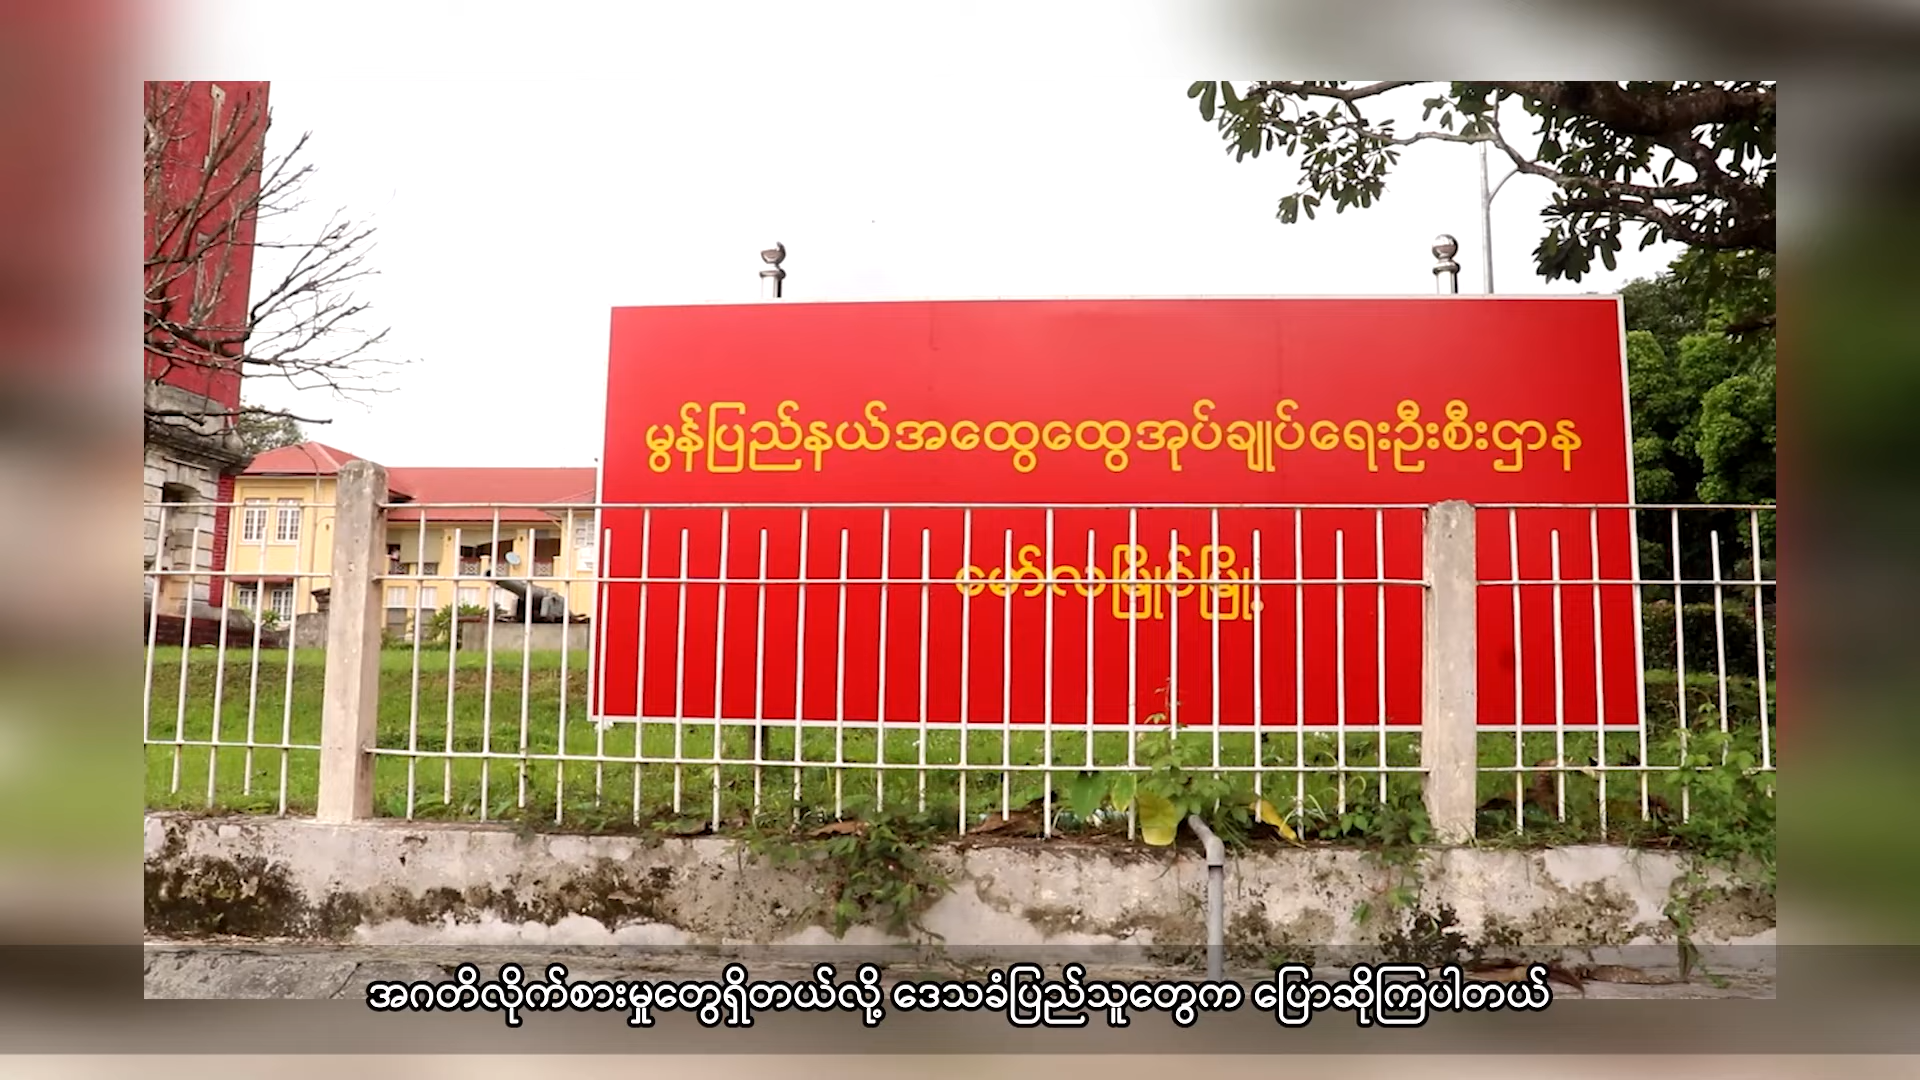 မွန်ပြည်နယ်အထွေထွေအုပ်ချုပ်ရေးဦးစီးဌာန
မော်လမြိုင်မြို့
အဂတိလိုက်စားမှုတွေရှိတယ်လို့ ဒေသခံပြည်သူတွေက ပြောဆိုကြပါတယ်